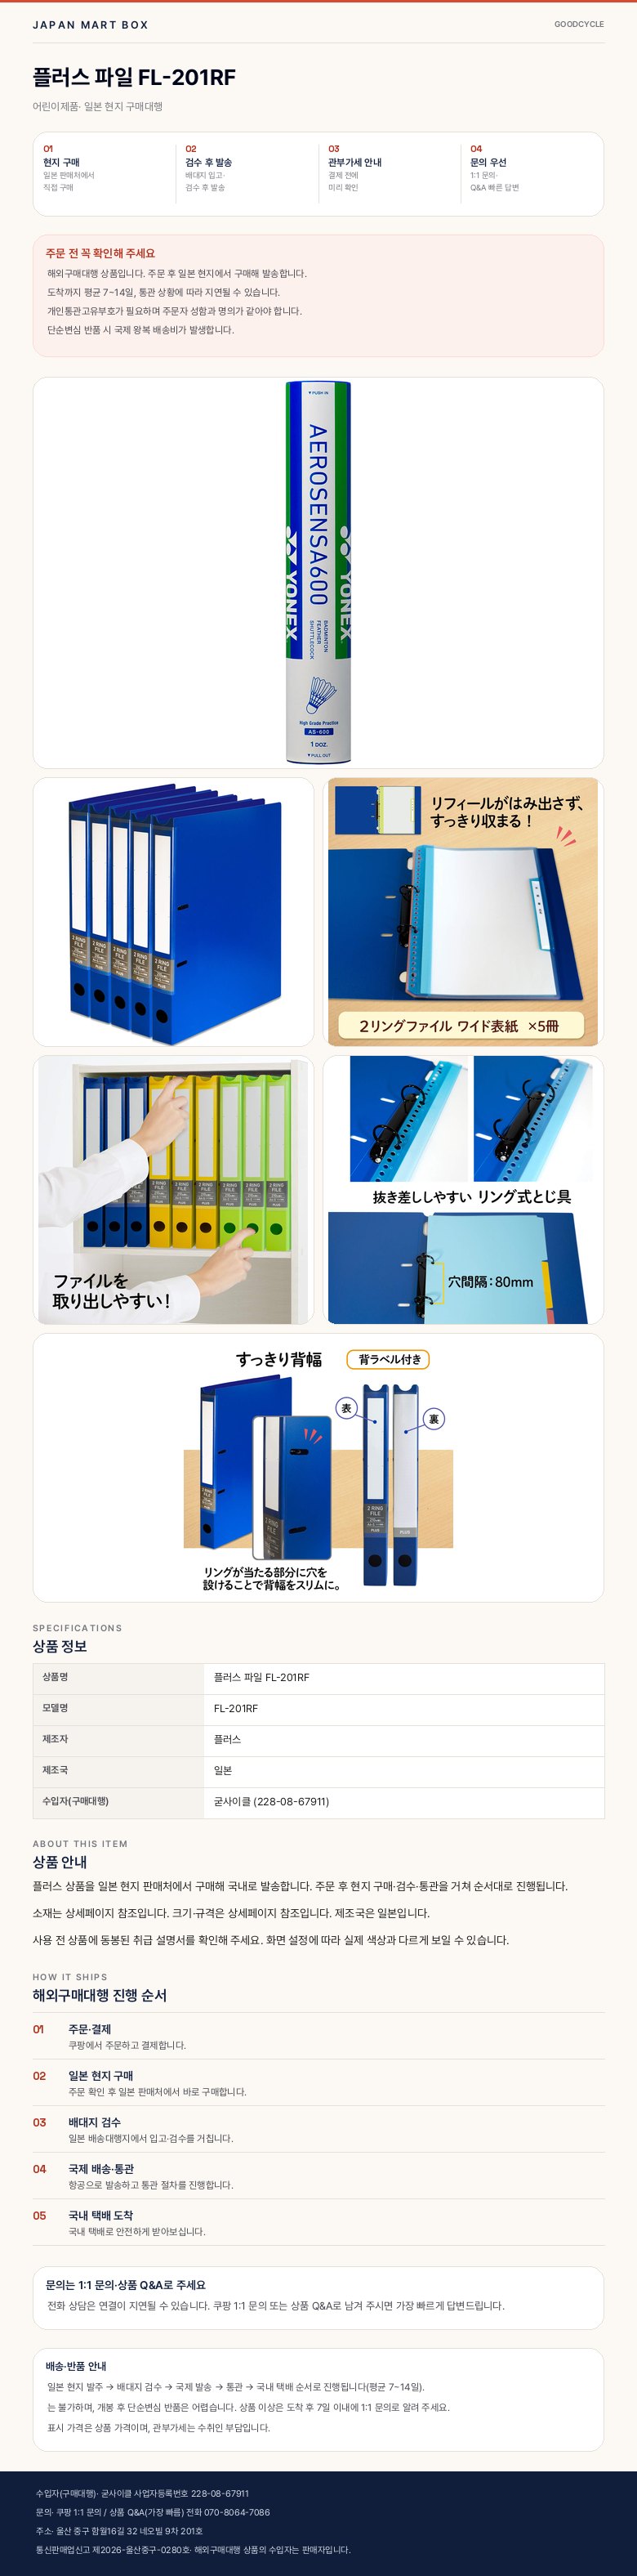 JAPAN MART BOX
GOODCYCLE
플러스 파일 FL-201RF
어린이제품· 일본 현지 구매대행
01
현지 구매
일본 판매처에서
직접 구매
02
검수 후 발송
배대지 입고·
검수 후 발송
03
관부가세 안내
결제 전에
미리 확인
04
문의 우선
1:1 문의·
Q&A 빠른 답변
주문 전 꼭 확인해 주세요
해외구매대행 상품입니다. 주문 후 일본 현지에서 구매해 발송합니다.
도착까지 평균 7~14일, 통관 상황에 따라 지연될 수 있습니다.
개인통관고유부호가 필요하며 주문자 성함과 명의가 같아야 합니다.
단순변심 반품 시 국제 왕복 배송비가 발생합니다.
▼PUSH IN
AEROSENSA600
YONEX
YONEX
BADMINTON
FEATHER
SHUTTLECOCK
High Grade Practice
AS-600
1 DOZ.
▼PULL OUT
2 RING
FILE
PLUS
リフィールがはみ出さず、
すっきり収まる！
2リングファイル ワイド表紙 ×5冊
ファイルを
取り出しやすい！
抜き差ししやすい リング式とじ具
穴間隔：80mm
すっきり背幅
背ラベル付き
表
裏
2 RING
FILE
PLUS
PLUS
リングが当たる部分に穴を
設けることで背幅をスリムに。
SPECIFICATIONS
상품 정보
상품명
플러스 파일 FL-201RF
모델명
FL-201RF
제조자
플러스
제조국
일본
수입자(구매대행)
굳사이클 (228-08-67911)
ABOUT THIS ITEM
상품 안내
플러스 상품을 일본 현지 판매처에서 구매해 국내로 발송합니다. 주문 후 현지 구매·검수·통관을 거쳐 순서대로 진행됩니다.
소재는 상세페이지 참조입니다. 크기·규격은 상세페이지 참조입니다. 제조국은 일본입니다.
사용 전 상품에 동봉된 취급 설명서를 확인해 주세요. 화면 설정에 따라 실제 색상과 다르게 보일 수 있습니다.
HOW IT SHIPS
해외구매대행 진행 순서
01
주문·결제
쿠팡에서 주문하고 결제합니다.
02
일본 현지 구매
주문 확인 후 일본 판매처에서 바로 구매합니다.
03
배대지 검수
일본 배송대행지에서 입고·검수를 거칩니다.
04
국제 배송·통관
항공으로 발송하고 통관 절차를 진행합니다.
05
국내 택배 도착
국내 택배로 안전하게 받아보십니다.
문의는 1:1 문의·상품 Q&A로 주세요
전화 상담은 연결이 지연될 수 있습니다. 쿠팡 1:1 문의 또는 상품 Q&A로 남겨 주시면 가장 빠르게 답변드립니다.
배송·반품 안내
일본 현지 발주 → 배대지 검수 → 국제 발송 → 통관 → 국내 택배 순서로 진행됩니다(평균 7~14일).
는 불가하며, 개봉 후 단순변심 반품은 어렵습니다. 상품 이상은 도착 후 7일 이내에 1:1 문의로 알려 주세요.
표시 가격은 상품 가격이며, 관부가세는 수취인 부담입니다.
수입자(구매대행)· 굳사이클 사업자등록번호 228-08-67911
문의· 쿠팡 1:1 문의 / 상품 Q&A(가장 빠름) 전화 070-8064-7086
주소· 울산 중구 함월16길 32 네오빌 9차 201호
통신판매업신고 제2026-울산중구-0280호· 해외구매대행 상품의 수입자는 판매자입니다.